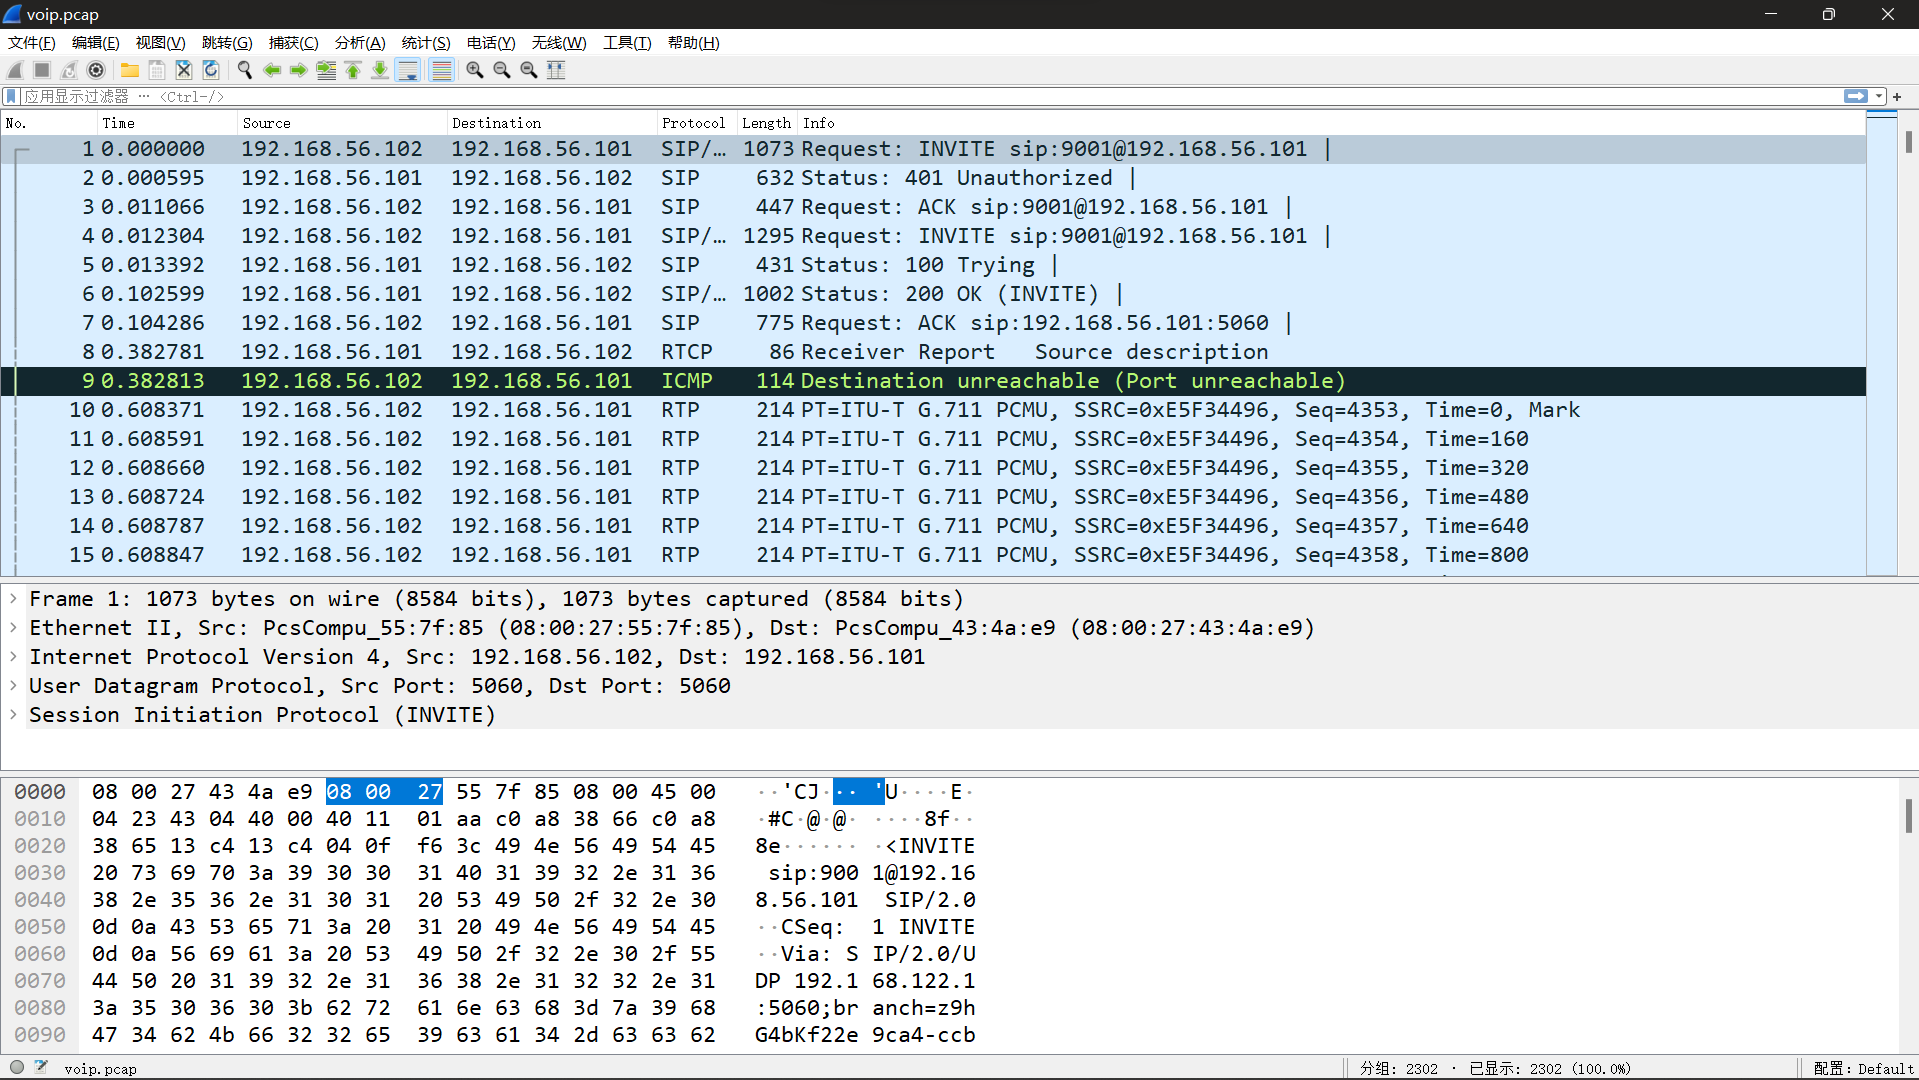 voip.pcap
文件(F) 编辑(E) 视图(V) 跳转(G) 捕获(C) 分析(A) 统计(S) 电话(Y) 无线(W) 工具(T) 帮助(H)
应用显示过滤器 ⋯ <Ctrl-/>
No. Time Source Destination Protocol Length Info
1 0.000000 192.168.56.102 192.168.56.101 SIP/… 1073 Request: INVITE sip:9001@192.168.56.101 |
2 0.000595 192.168.56.101 192.168.56.102 SIP 632 Status: 401 Unauthorized |
3 0.011066 192.168.56.102 192.168.56.101 SIP 447 Request: ACK sip:9001@192.168.56.101 |
4 0.012304 192.168.56.102 192.168.56.101 SIP/… 1295 Request: INVITE sip:9001@192.168.56.101 |
5 0.013392 192.168.56.101 192.168.56.102 SIP 431 Status: 100 Trying |
6 0.102599 192.168.56.101 192.168.56.102 SIP/… 1002 Status: 200 OK (INVITE) |
7 0.104286 192.168.56.102 192.168.56.101 SIP 775 Request: ACK sip:192.168.56.101:5060 |
8 0.382781 192.168.56.101 192.168.56.102 RTCP 86 Receiver Report   Source description
9 0.382813 192.168.56.102 192.168.56.101 ICMP 114 Destination unreachable (Port unreachable)
10 0.608371 192.168.56.102 192.168.56.101 RTP 214 PT=ITU-T G.711 PCMU, SSRC=0xE5F34496, Seq=4353, Time=0, Mark
11 0.608591 192.168.56.102 192.168.56.101 RTP 214 PT=ITU-T G.711 PCMU, SSRC=0xE5F34496, Seq=4354, Time=160
12 0.608660 192.168.56.102 192.168.56.101 RTP 214 PT=ITU-T G.711 PCMU, SSRC=0xE5F34496, Seq=4355, Time=320
13 0.608724 192.168.56.102 192.168.56.101 RTP 214 PT=ITU-T G.711 PCMU, SSRC=0xE5F34496, Seq=4356, Time=480
14 0.608787 192.168.56.102 192.168.56.101 RTP 214 PT=ITU-T G.711 PCMU, SSRC=0xE5F34496, Seq=4357, Time=640
15 0.608847 192.168.56.102 192.168.56.101 RTP 214 PT=ITU-T G.711 PCMU, SSRC=0xE5F34496, Seq=4358, Time=800
Frame 1: 1073 bytes on wire (8584 bits), 1073 bytes captured (8584 bits)
Ethernet II, Src: PcsCompu_55:7f:85 (08:00:27:55:7f:85), Dst: PcsCompu_43:4a:e9 (08:00:27:43:4a:e9)
Internet Protocol Version 4, Src: 192.168.56.102, Dst: 192.168.56.101
User Datagram Protocol, Src Port: 5060, Dst Port: 5060
Session Initiation Protocol (INVITE)
0000 08 00 27 43 4a e9 08 00 27 55 7f 85 08 00 45 00 ··'CJ··· 'U····E·
0010 04 23 43 04 40 00 40 11 01 aa c0 a8 38 66 c0 a8 ·#C·@·@· ····8f··
0020 38 65 13 c4 13 c4 04 0f f6 3c 49 4e 56 49 54 45 8e······ ·<INVITE
0030 20 73 69 70 3a 39 30 30 31 40 31 39 32 2e 31 36  sip:900 1@192.16
0040 38 2e 35 36 2e 31 30 31 20 53 49 50 2f 32 2e 30 8.56.101  SIP/2.0
0050 0d 0a 43 53 65 71 3a 20 31 20 49 4e 56 49 54 45 ··CSeq:  1 INVITE
0060 0d 0a 56 69 61 3a 20 53 49 50 2f 32 2e 30 2f 55 ··Via: S IP/2.0/U
0070 44 50 20 31 39 32 2e 31 36 38 2e 31 32 32 2e 31 DP 192.1 68.122.1
0080 3a 35 30 36 30 3b 62 72 61 6e 63 68 3d 7a 39 68 :5060;br anch=z9h
0090 47 34 62 4b 66 32 32 65 39 63 61 34 2d 63 63 62 G4bKf22e 9ca4-ccb
voip.pcap 分组: 2302 · 已显示: 2302 (100.0%) 配置: Default